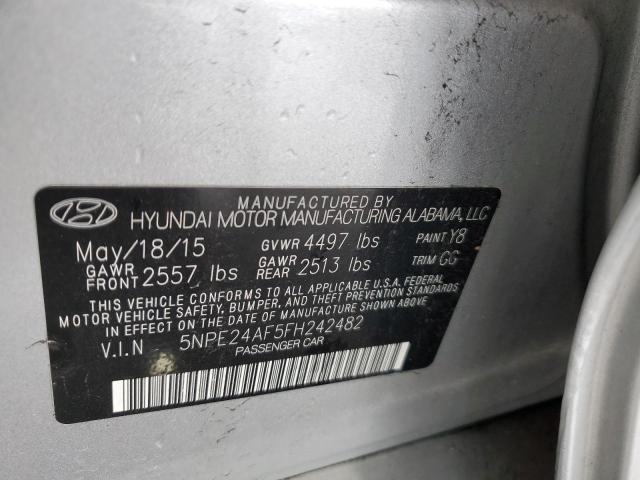 MANUFACTURED BY
HYUNDAI MOTOR MANUFACTURING ALABAMA, LLC
May/18/15 GVWR 4497 lbs PAINT Y8
GAWR FRONT 2557 lbs GAWR REAR 2513 lbs TRIM GG
THIS VEHICLE CONFORMS TO ALL APPLICABLE U.S.A. FEDERAL
MOTOR VEHICLE SAFETY, BUMPER, AND THEFT PREVENTION STANDARDS
IN EFFECT ON THE DATE OF MANUFACTURE SHOWN ABOVE.
V.I.N 5NPE24AF5FH242482
PASSENGER CAR